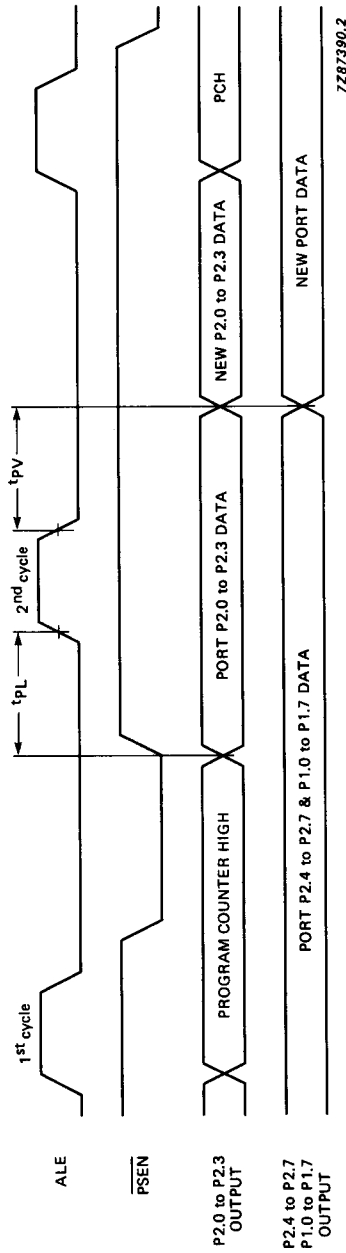 1st cycle
tPL
2nd cycle
tPV
ALE
PSEN
P2.0 to P2.3
OUTPUT
PROGRAM COUNTER HIGH
PORT P2.0 to P2.3 DATA
NEW P2.0 to P2.3 DATA
PCH
P2.4 to P2.7
P1.0 to P1.7
OUTPUT
PORT P2.4 to P2.7 & P1.0 to P1.7 DATA
NEW PORT DATA
7Z87390.2